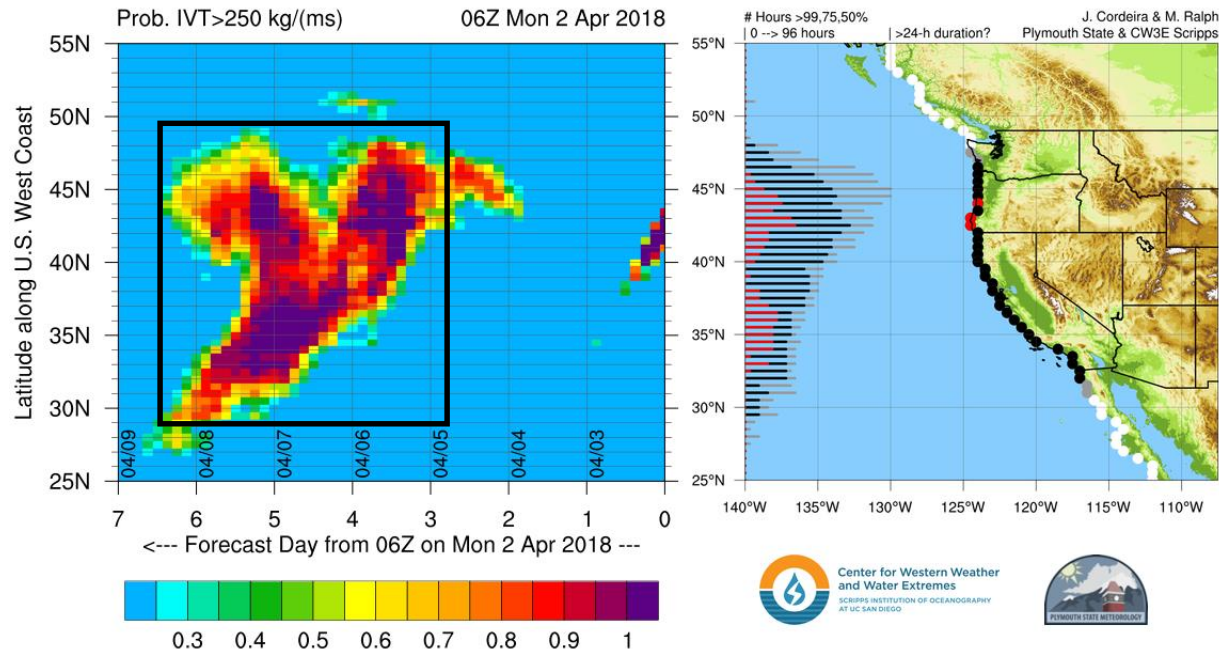 Prob. IVT>250 kg/(ms) 06Z Mon 2 Apr 2018
55N
50N
45N
40N
35N
30N
25N
Latitude along U.S. West Coast
04/09 04/08 04/07 04/06 04/05 04/04 04/03
7 6 5 4 3 2 1 0
<--- Forecast Day from 06Z on Mon 2 Apr 2018 ---
0.3 0.4 0.5 0.6 0.7 0.8 0.9 1
# Hours >99,75,50% J. Cordeira & M. Ralph
| 0 --> 96 hours | >24-h duration? Plymouth State & CW3E Scripps
50°N
45°N
40°N
35°N
30°N
25°N
140°W 135°W 130°W 125°W 120°W 115°W 110°W
Center for Western Weather
and Water Extremes
SCRIPPS INSTITUTION OF OCEANOGRAPHY
AT UC SAN DIEGO
PLYMOUTH STATE METEOROLOGY